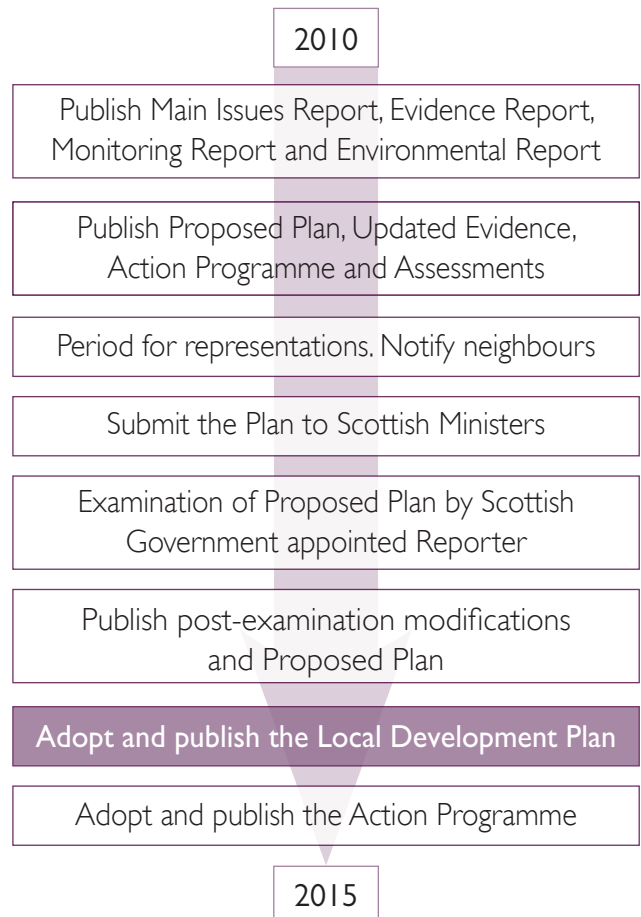 2010
Publish Main Issues Report, Evidence Report,
Monitoring Report and Environmental Report
Publish Proposed Plan, Updated Evidence,
Action Programme and Assessments
Period for representations. Notify neighbours
Submit the Plan to Scottish Ministers
Examination of Proposed Plan by Scottish
Government appointed Reporter
Publish post-examination modifications
and Proposed Plan
Adopt and publish the Local Development Plan
Adopt and publish the Action Programme
2015